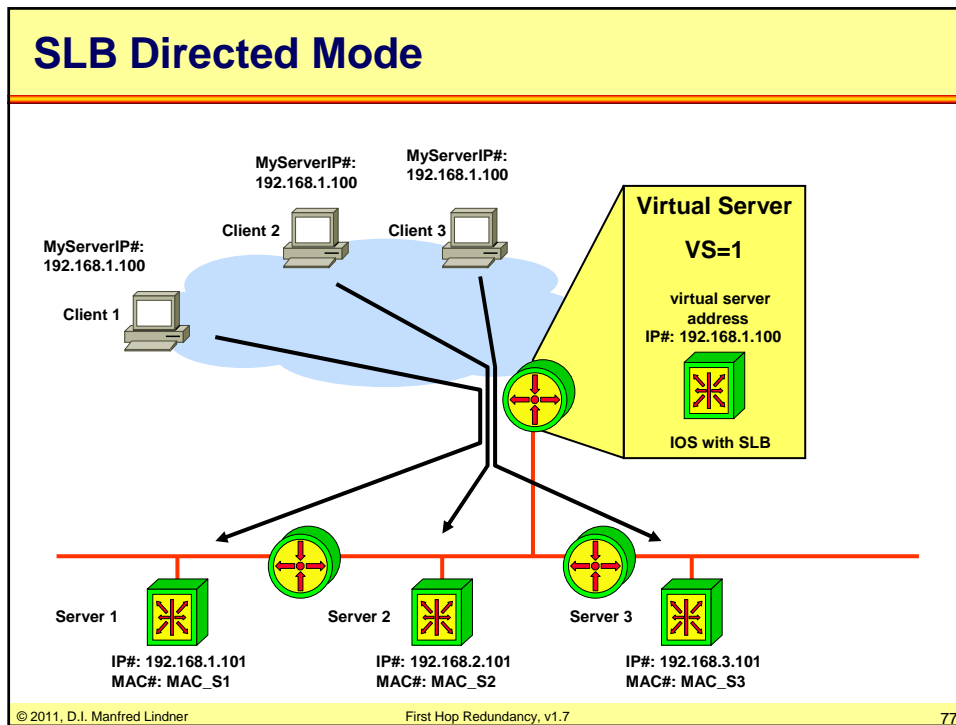 SLB Directed Mode
MyServerIP#:
192.168.1.100
Client 1
MyServerIP#:
192.168.1.100
Client 2
MyServerIP#:
192.168.1.100
Client 3
Virtual Server
VS=1
virtual server
address
IP#: 192.168.1.100
IOS with SLB
Server 1
IP#: 192.168.1.101
MAC#: MAC_S1
Server 2
IP#: 192.168.2.101
MAC#: MAC_S2
Server 3
IP#: 192.168.3.101
MAC#: MAC_S3
© 2011, D.I. Manfred Lindner
First Hop Redundancy, v1.7
77